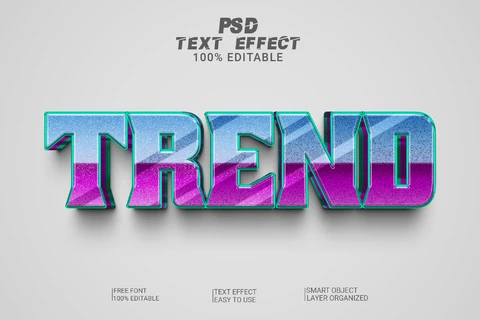 PSD
TEXT EFFECT
100% EDITABLE
TREND
FREE FONT
100% EDITABLE
TEXT EFFECT
EASY TO USE
SMART OBJECT
LAYER ORGANIZED